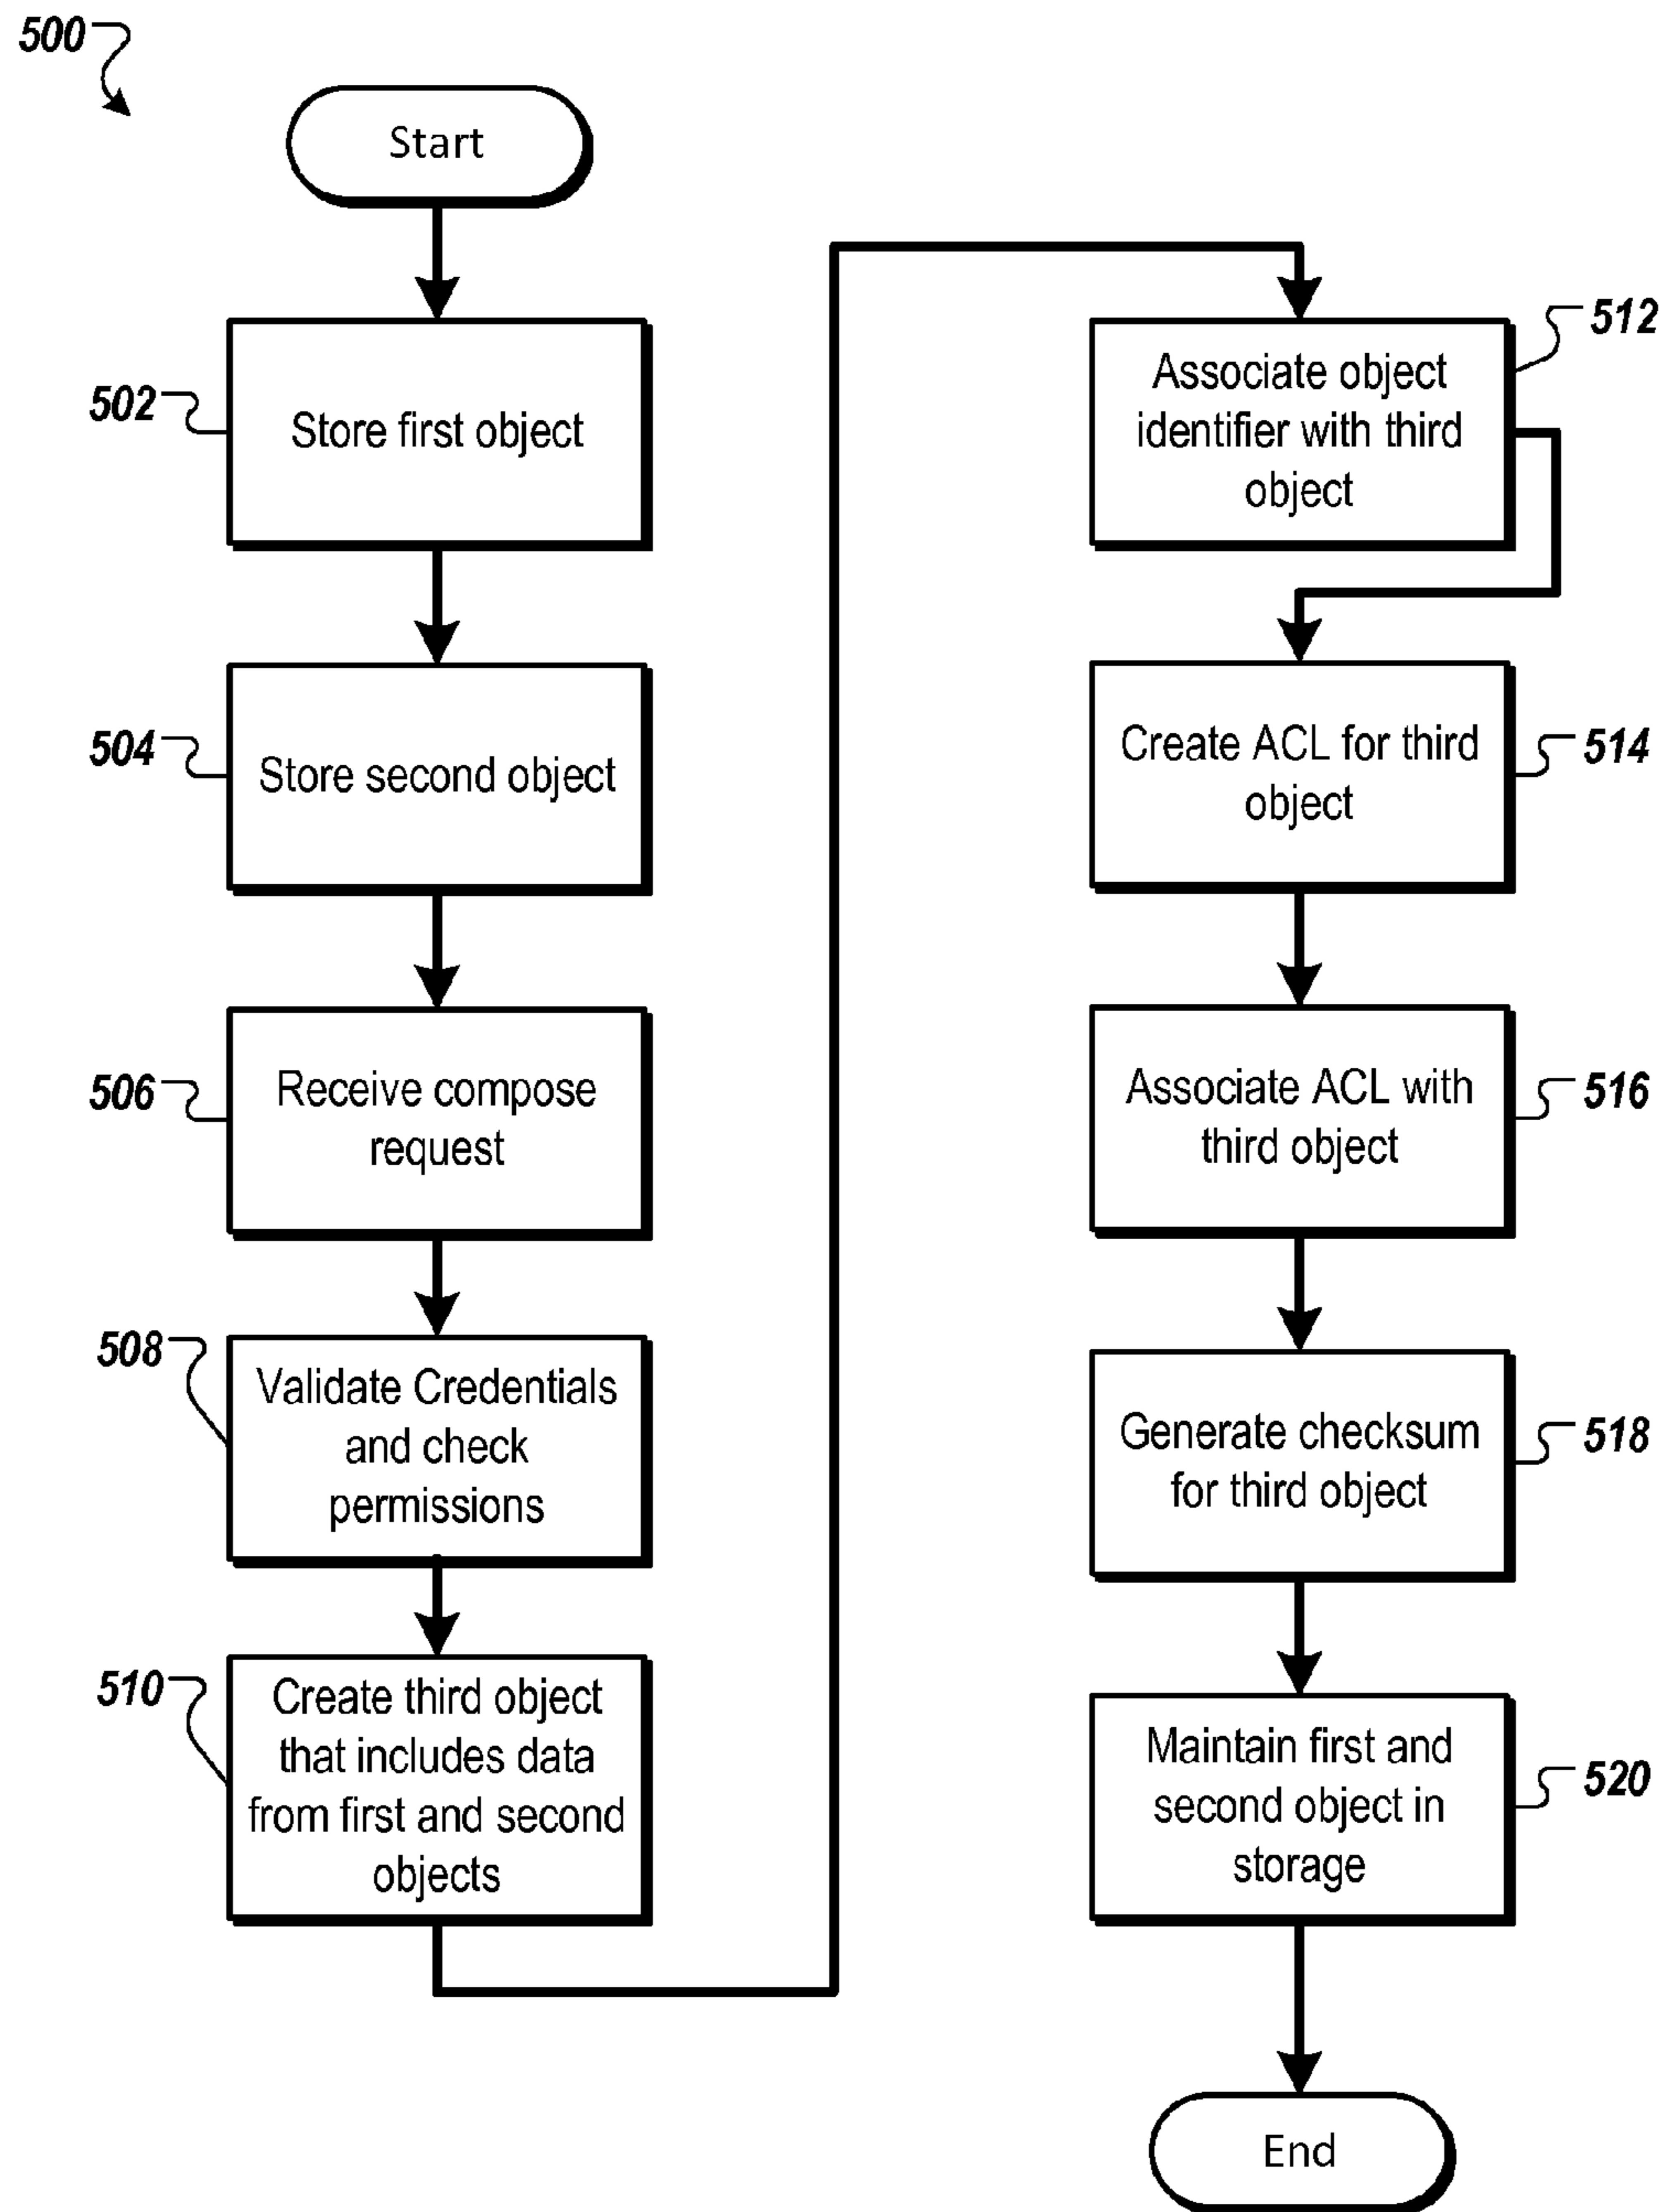 500
Start
502
Store first object
504
Store second object
506
Receive compose
request
508
Validate Credentials
and check
permissions
510
Create third object
that includes data
from first and second
objects
512
Associate object
identifier with third
object
514
Create ACL for third
object
516
Associate ACL with
third object
518
Generate checksum
for third object
520
Maintain first and
second object in
storage
End